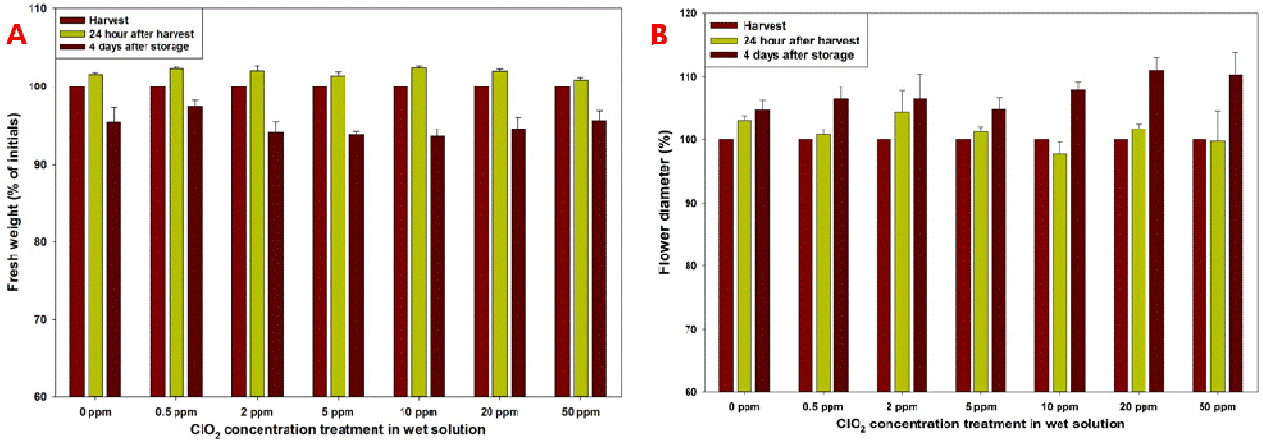 A
110
100
90
80
70
60
Fresh weight (% of initials)
Harvest
24 hour after harvest
4 days after storage
0 ppm 0.5 ppm 2 ppm 5 ppm 10 ppm 20 ppm 50 ppm
ClO₂ concentration treatment in wet solution
B
120
110
100
90
80
70
60
Flower diameter (%)
Harvest
24 hour after harvest
4 days after storage
0 ppm 0.5 ppm 2 ppm 5ppm 10 ppm 20 ppm 50 ppm
ClO₂ concentration treatment in wet solution